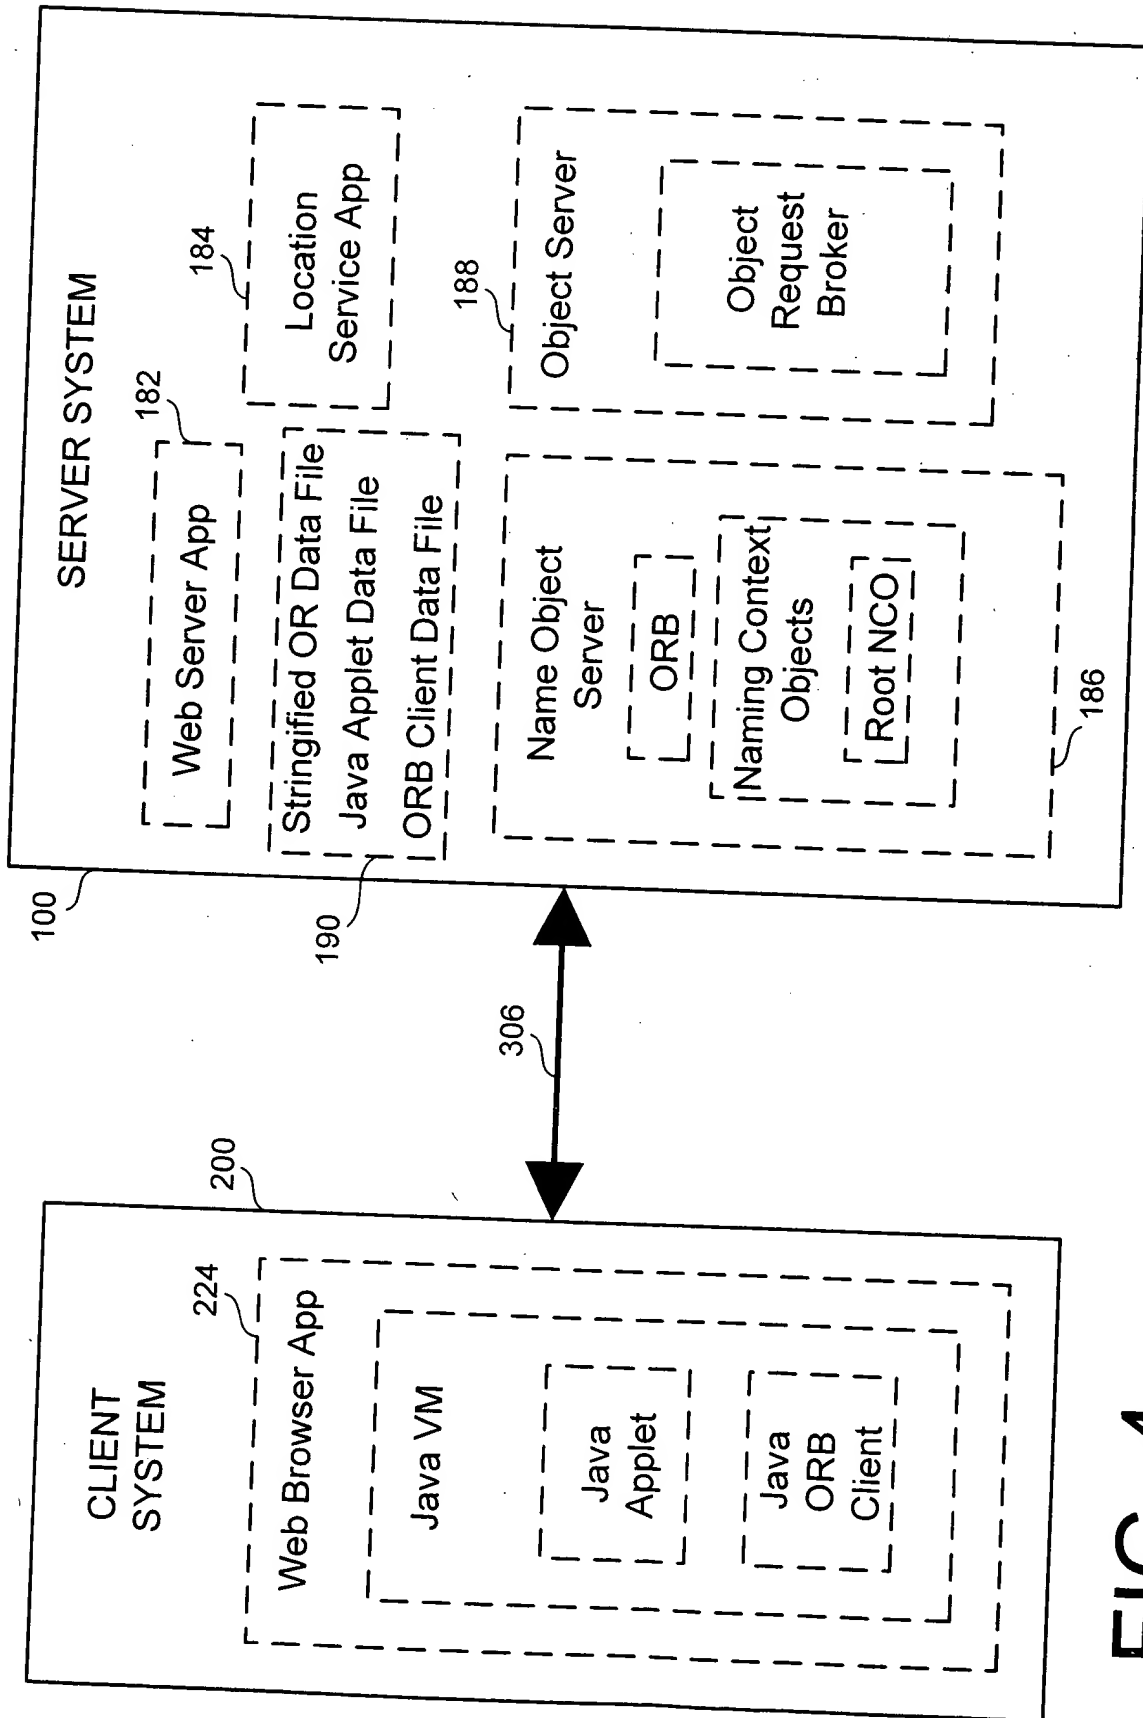 CLIENT
SYSTEM
200
224
Web Browser App
Java VM
Java
Applet
Java
ORB
Client
306
SERVER SYSTEM
100
182
Web Server App
184
Location
Service App
190
Stringified OR Data File
Java Applet Data File
ORB Client Data File
Name Object
Server
ORB
Naming Context
Objects
Root NCO
186
188
Object Server
Object
Request
Broker